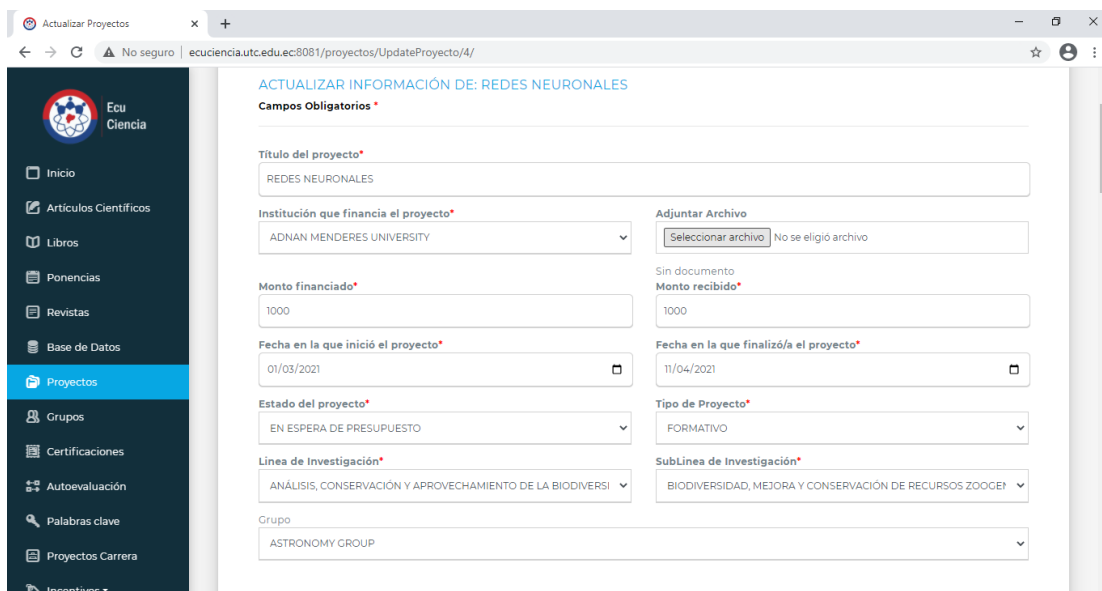 Actualizar Proyectos
No seguro | ecuciencia.utc.edu.ec:8081/proyectos/UpdateProyecto/4/
Ecu
Ciencia
Inicio
Artículos Científicos
Libros
Ponencias
Revistas
Base de Datos
Proyectos
Grupos
Certificaciones
Autoevaluación
Palabras clave
Proyectos Carrera
Incentivos
ACTUALIZAR INFORMACIÓN DE: REDES NEURONALES
Campos Obligatorios *
Título del proyecto*
REDES NEURONALES
Institución que financia el proyecto*
ADNAN MENDERES UNIVERSITY
Adjuntar Archivo
Seleccionar archivo No se eligió archivo
Sin documento
Monto financiado*
1000
Monto recibido*
1000
Fecha en la que inició el proyecto*
01/03/2021
Fecha en la que finalizó/a el proyecto*
11/04/2021
Estado del proyecto*
EN ESPERA DE PRESUPUESTO
Tipo de Proyecto*
FORMATIVO
Linea de Investigación*
ANÁLISIS, CONSERVACIÓN Y APROVECHAMIENTO DE LA BIODIVERSI
SubLinea de Investigación*
BIODIVERSIDAD, MEJORA Y CONSERVACIÓN DE RECURSOS ZOOGEN
Grupo
ASTRONOMY GROUP